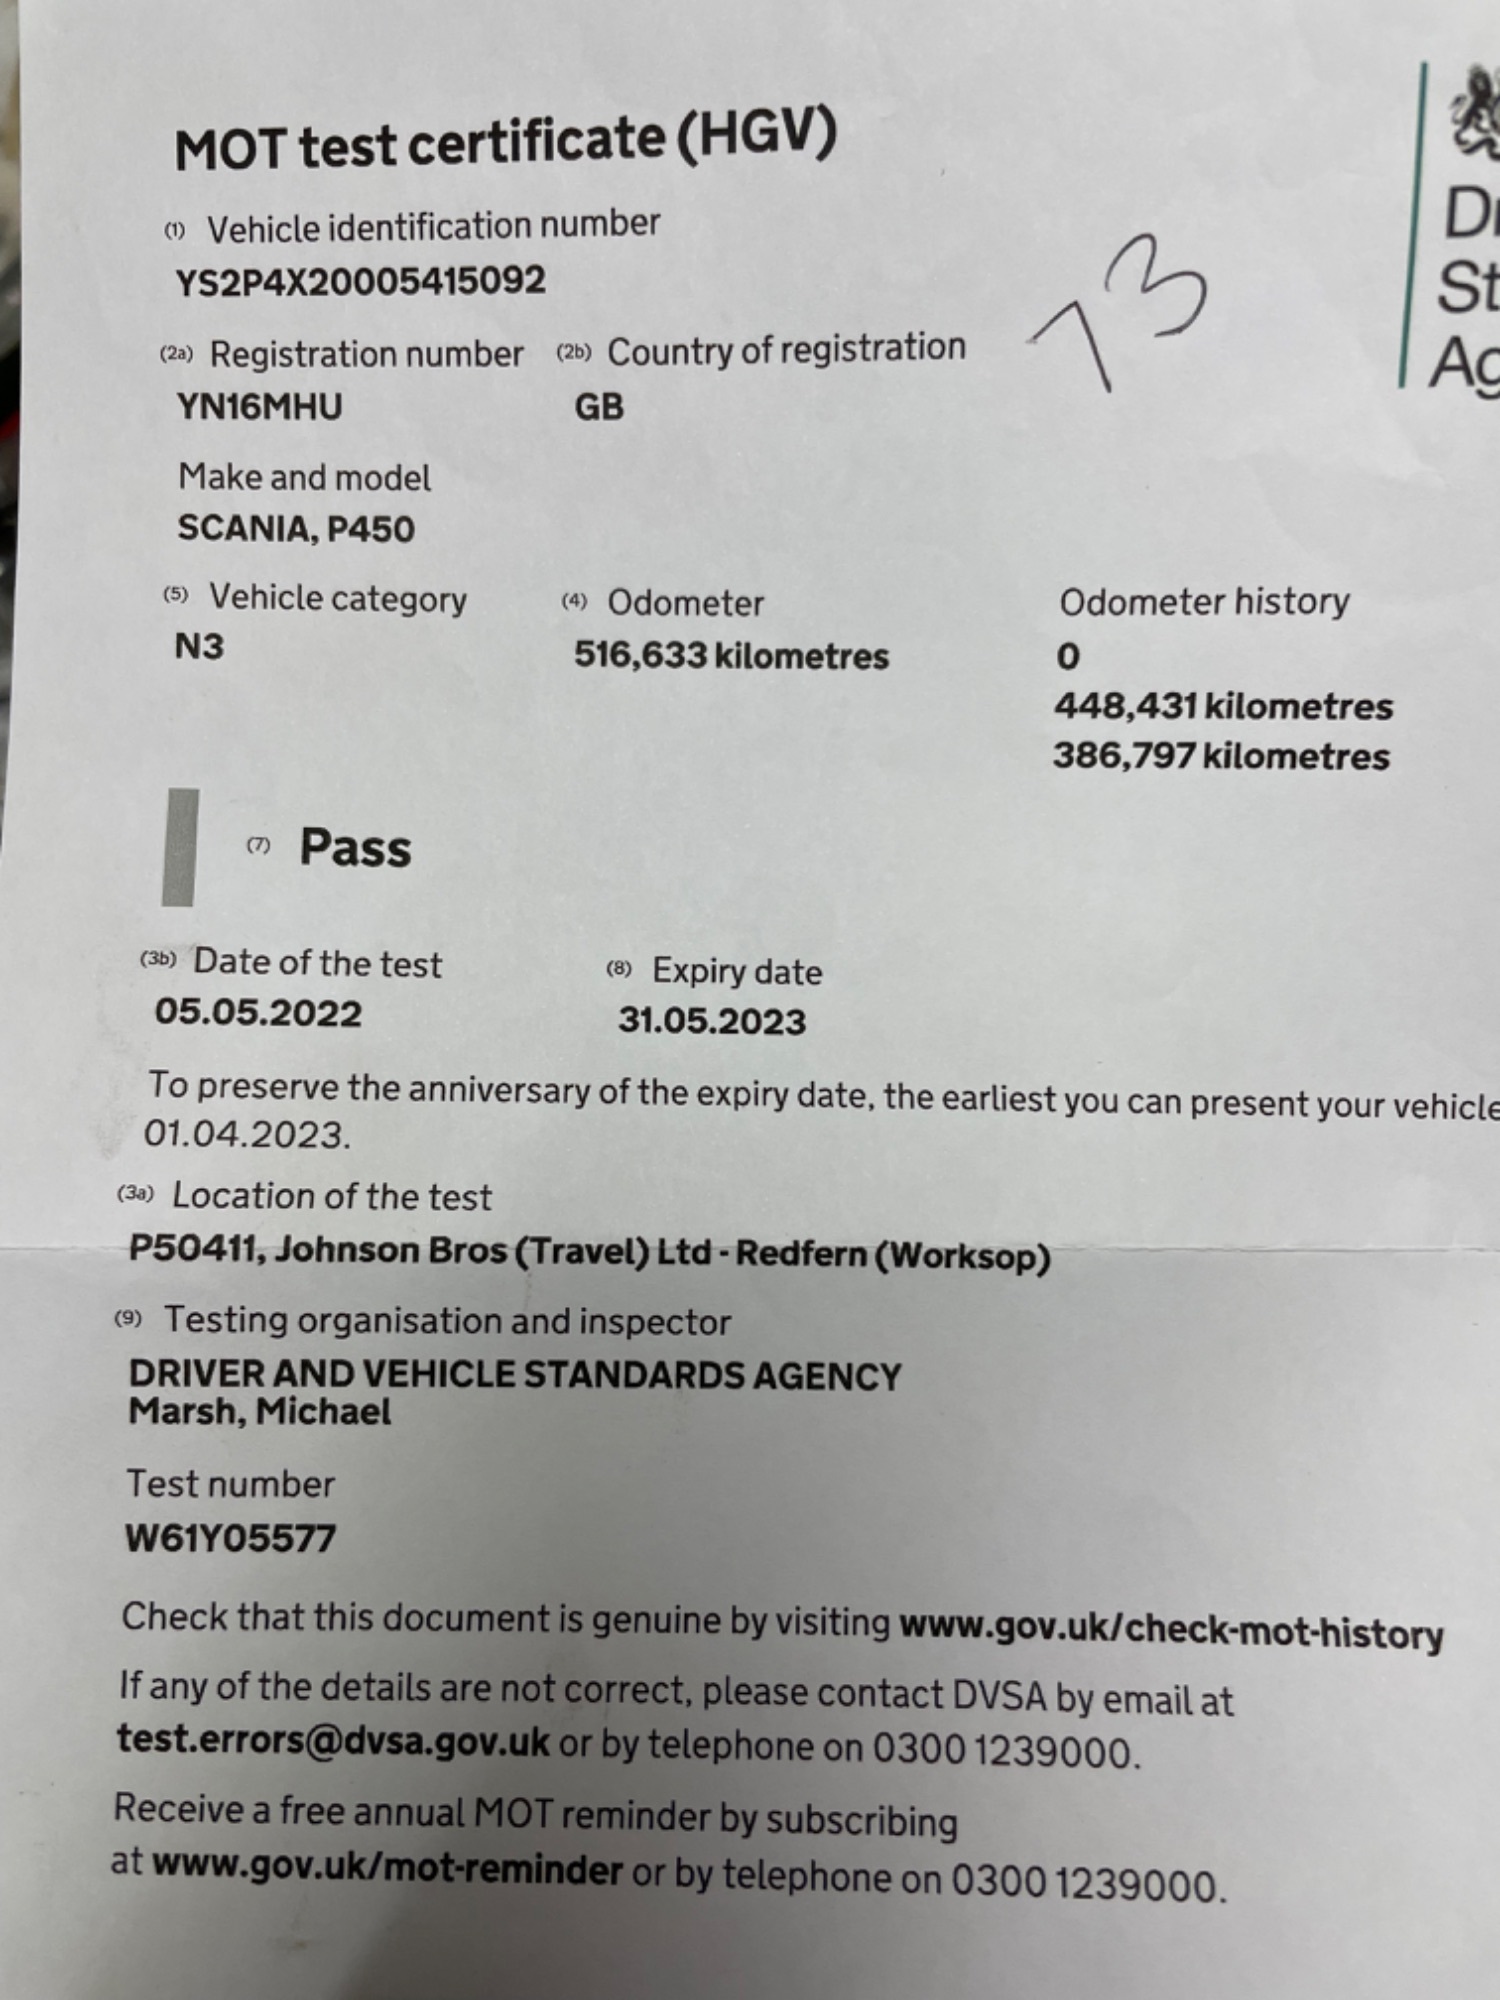 MOT test certificate (HGV)
(1) Vehicle identification number
YS2P4X20005415092
73
Dr
St
Ag
(2a) Registration number (2b) Country of registration
YN16MHU GB
Make and model
SCANIA, P450
(5) Vehicle category (4) Odometer Odometer history
N3 516,633 kilometres 0
448,431 kilometres
386,797 kilometres
(7) Pass
(3b) Date of the test (8) Expiry date
05.05.2022 31.05.2023
To preserve the anniversary of the expiry date, the earliest you can present your vehicle
01.04.2023.
(3a) Location of the test
P50411, Johnson Bros (Travel) Ltd - Redfern (Worksop)
(9) Testing organisation and inspector
DRIVER AND VEHICLE STANDARDS AGENCY
Marsh, Michael
Test number
W61Y05577
Check that this document is genuine by visiting www.gov.uk/check-mot-history
If any of the details are not correct, please contact DVSA by email at
test.errors@dvsa.gov.uk or by telephone on 0300 1239000.
Receive a free annual MOT reminder by subscribing
at www.gov.uk/mot-reminder or by telephone on 0300 1239000.